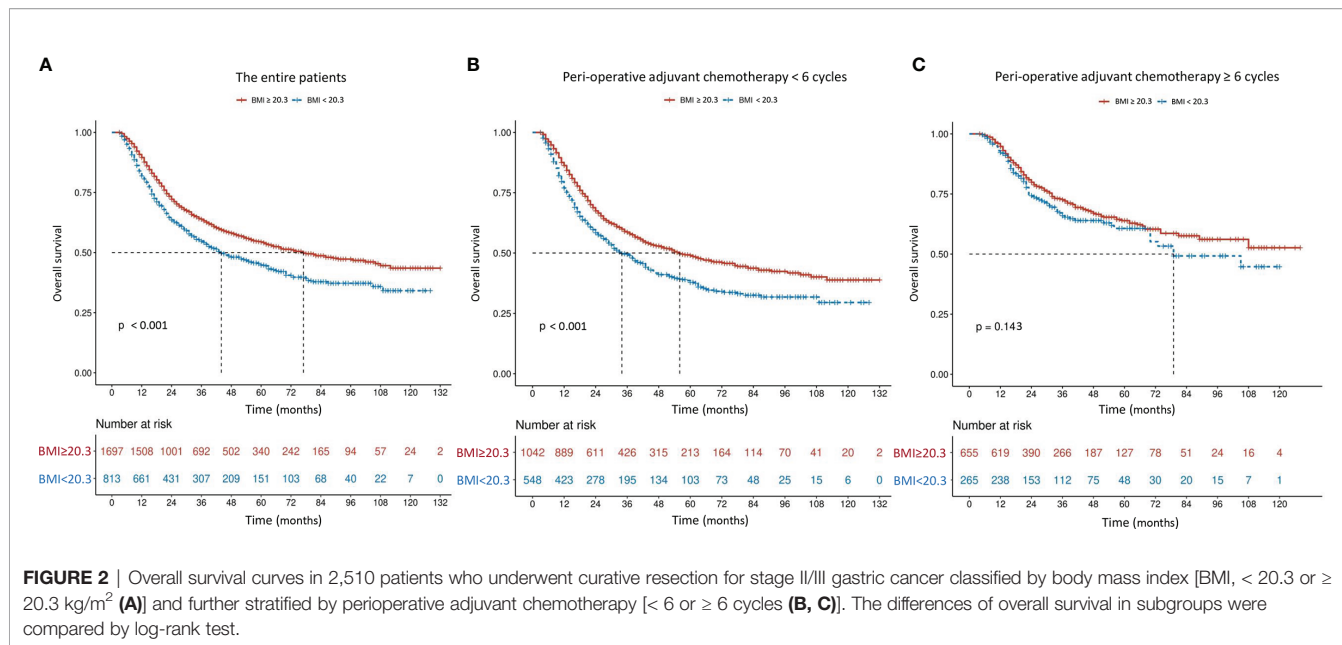 A
The entire patients
BMI ≥ 20.3 BMI < 20.3
1.00
0.75
0.50
0.25
0.00
Overall survival
p < 0.001
0 12 24 36 48 60 72 84 96 108 120 132
Time (months)
Number at risk
BMI≥20.3 1697 1508 1001 692 502 340 242 165 94 57 24 2
BMI<20.3 813 661 431 307 209 151 103 68 40 22 7 0
0 12 24 36 48 60 72 84 96 108 120 132
Time (months)
B
Peri-operative adjuvant chemotherapy < 6 cycles
BMI ≥ 20.3 BMI < 20.3
1.00
0.75
0.50
0.25
0.00
Overall survival
p < 0.001
0 12 24 36 48 60 72 84 96 108 120 132
Time (months)
Number at risk
BMI≥20.3 1042 889 611 426 315 213 164 114 70 41 20 2
BMI<20.3 548 423 278 195 134 103 73 48 25 15 6 0
0 12 24 36 48 60 72 84 96 108 120 132
Time (months)
C
Peri-operative adjuvant chemotherapy ≥ 6 cycles
BMI ≥ 20.3 BMI < 20.3
1.00
0.75
0.50
0.25
0.00
Overall survival
p = 0.143
0 12 24 36 48 60 72 84 96 108 120
Time (months)
Number at risk
BMI≥20.3 655 619 390 266 187 127 78 51 24 16 4
BMI<20.3 265 238 153 112 75 48 30 20 15 7 1
0 12 24 36 48 60 72 84 96 108 120
Time (months)
FIGURE 2 | Overall survival curves in 2,510 patients who underwent curative resection for stage II/III gastric cancer classified by body mass index [BMI, < 20.3 or ≥
20.3 kg/m² (A)] and further stratified by perioperative adjuvant chemotherapy [< 6 or ≥ 6 cycles (B, C)]. The differences of overall survival in subgroups were
compared by log-rank test.